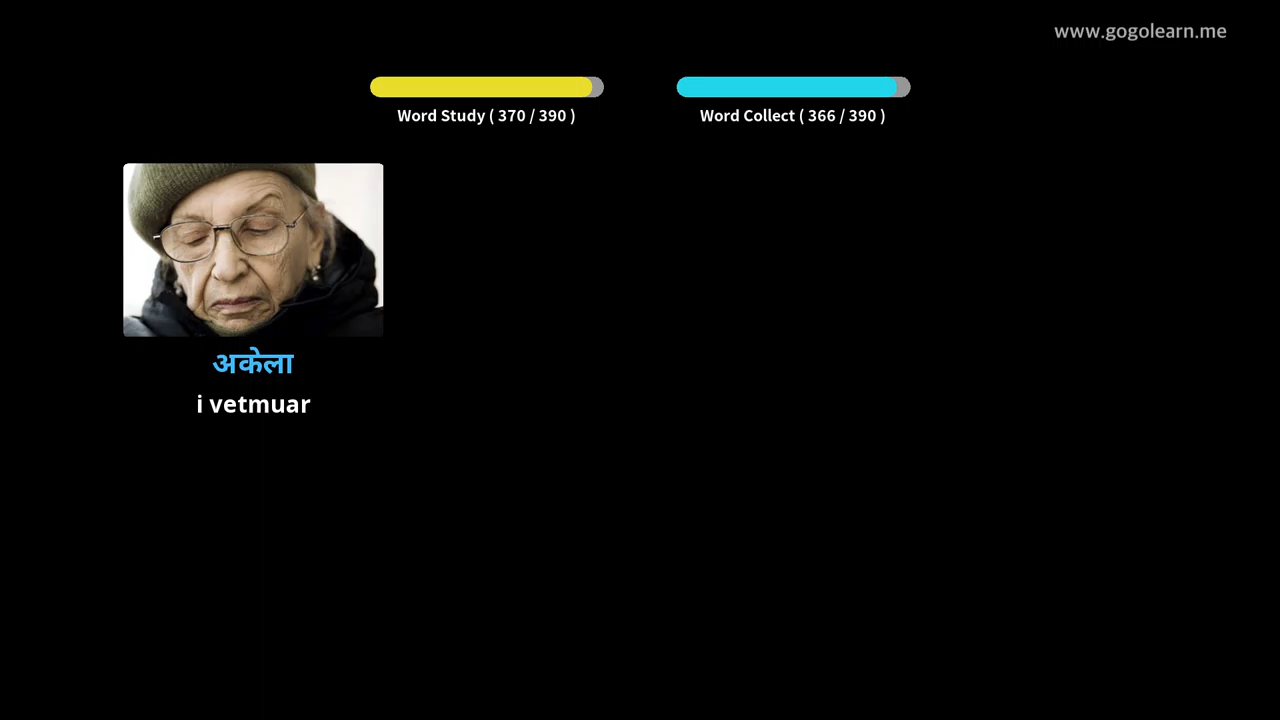 www.gogolearn.me
Word Study ( 370 / 390 )
Word Collect ( 366 / 390 )
अकेला
i vetmuar